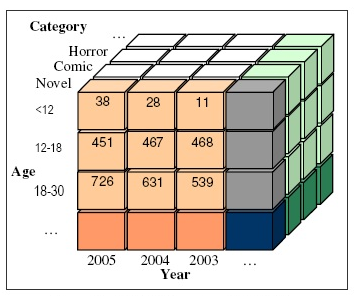 Category
...
Horror
Comic
Novel
<12 38 28 11
12-18 451 467 468
Age
18-30 726 631 539
...
2005 2004 2003 ...
Year